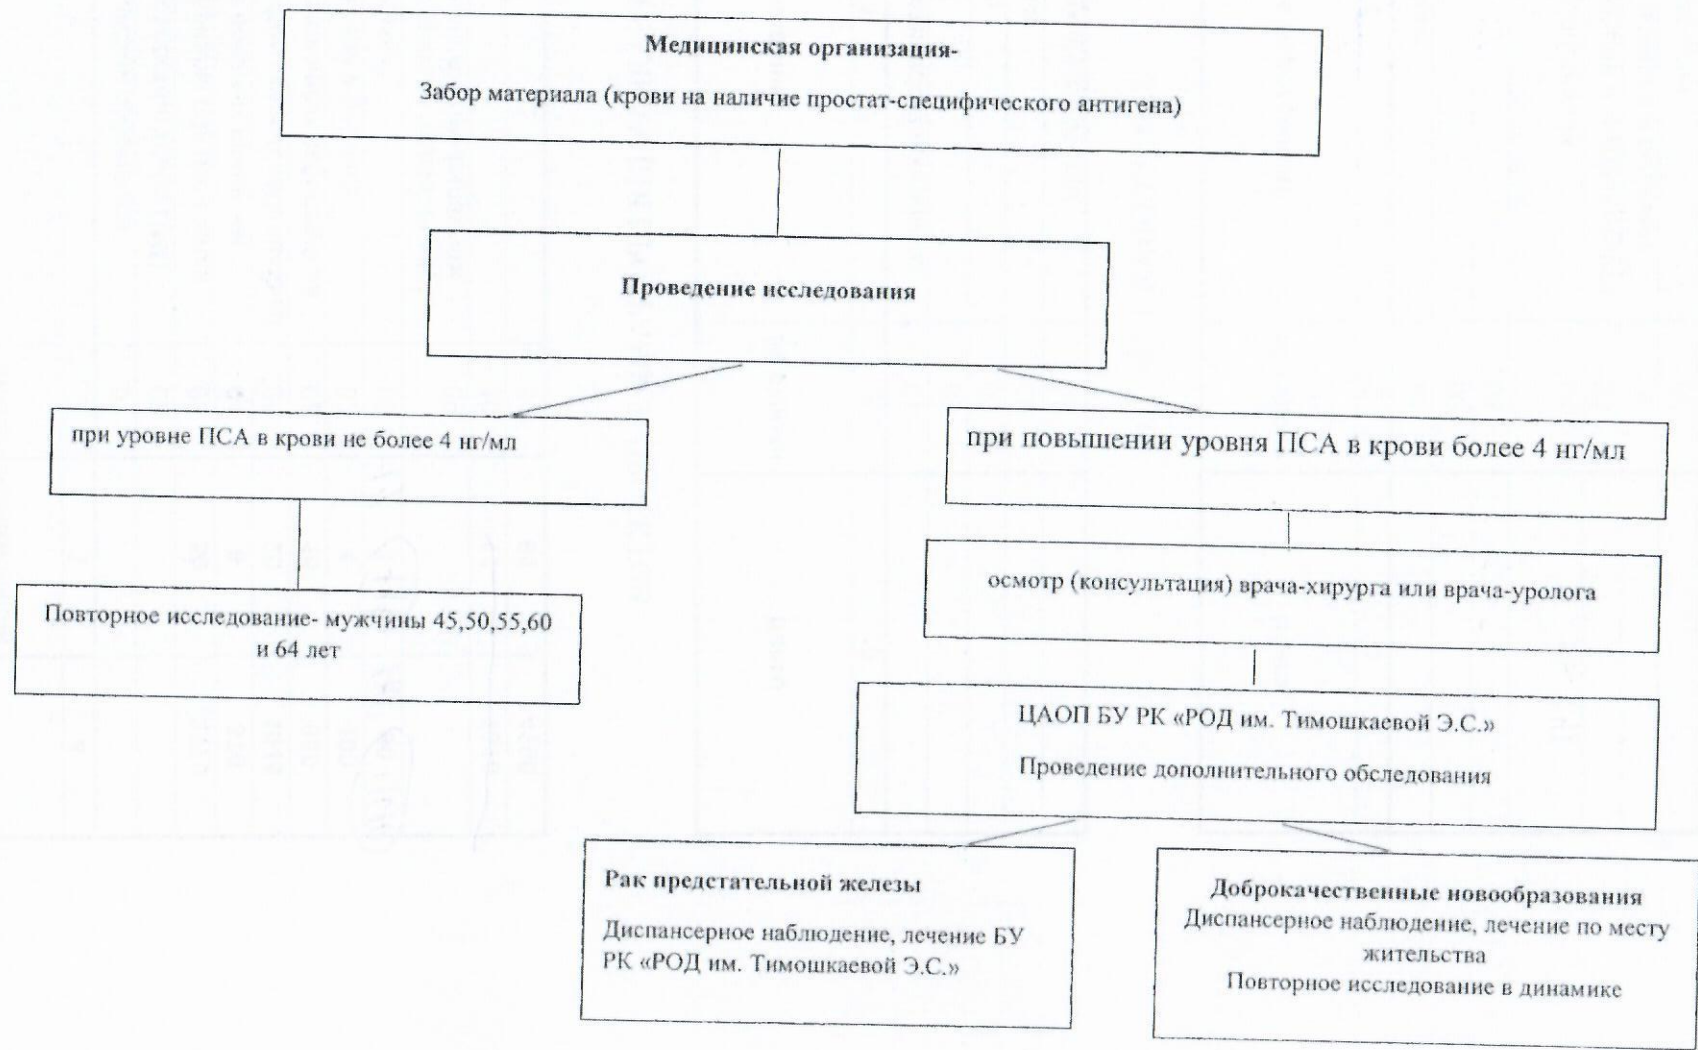 Медицинская организация-
Забор материала (крови на наличие простат-специфического антигена)
Проведение исследования
при уровне ПСА в крови не более 4 нг/мл
при повышении уровня ПСА в крови более 4 нг/мл
Повторное исследование- мужчины 45,50,55,60
и 64 лет
осмотр (консультация) врача-хирурга или врача-уролога
ЦАОП БУ РК «РОД им. Тимошкаевой Э.С.»
Проведение дополнительного обследования
Рак предстательной железы
Диспансерное наблюдение, лечение БУ
РК «РОД им. Тимошкаевой Э.С.»
Доброкачественные новообразования
Диспансерное наблюдение, лечение по месту
жительства
Повторное исследование в динамике